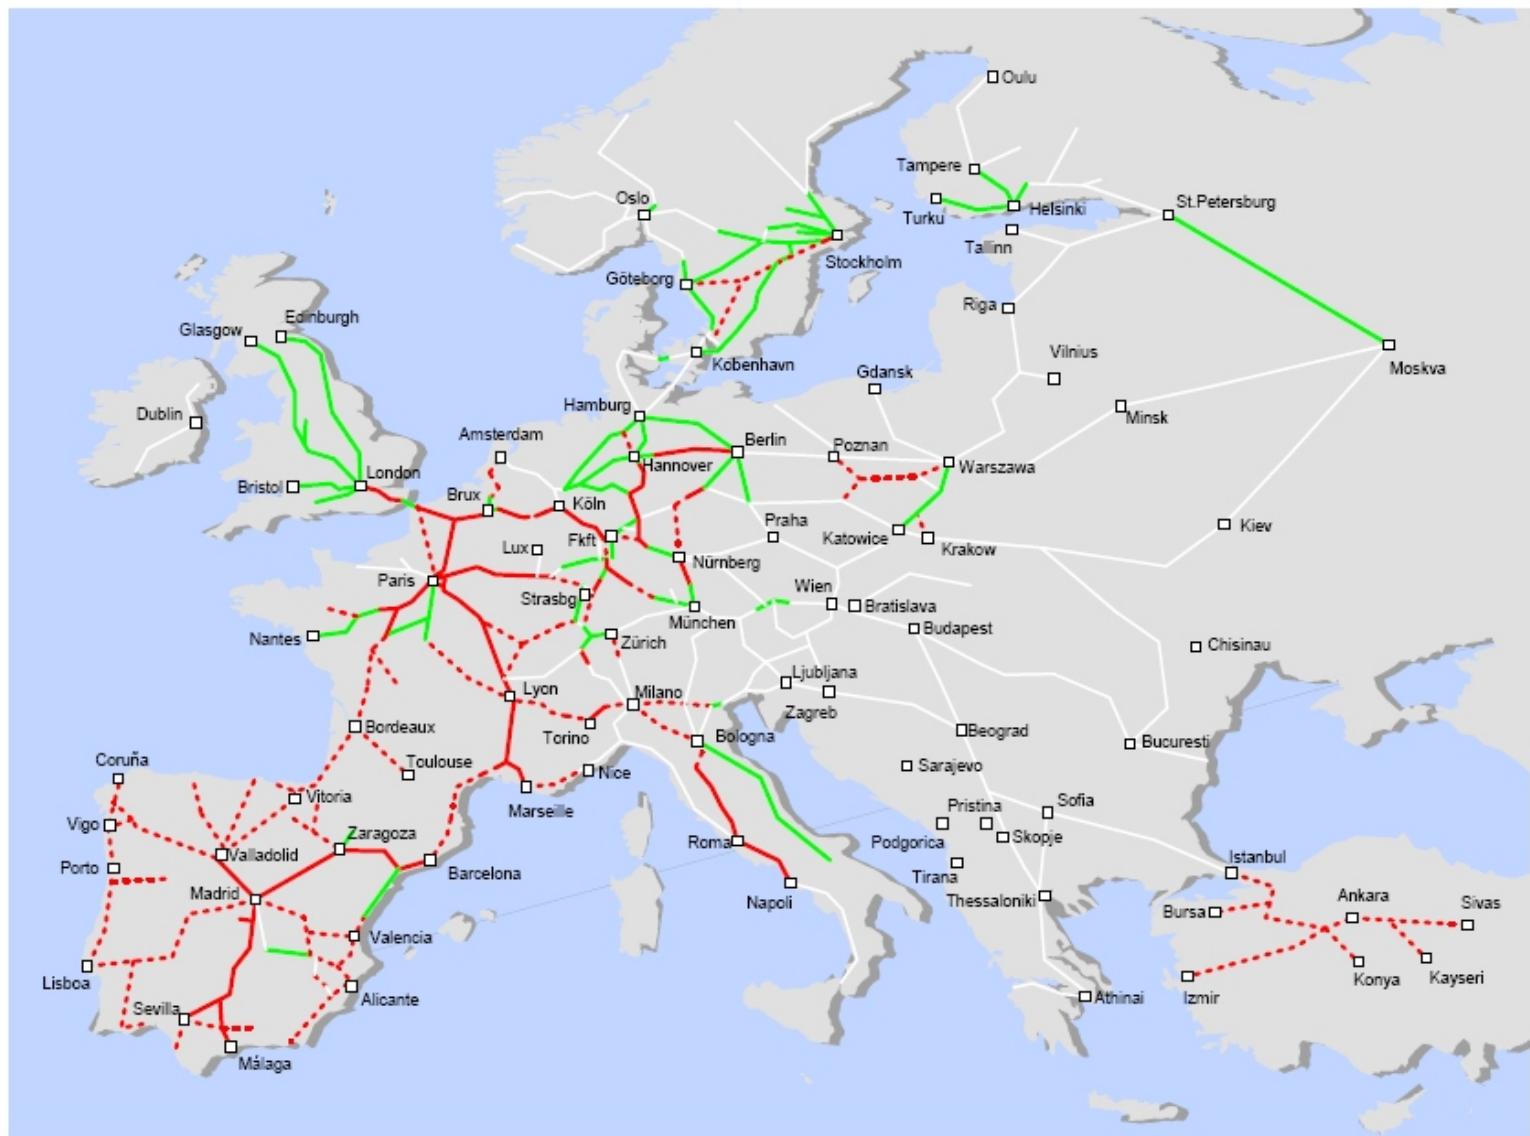 Oulu
Tampere
Oslo
Turku
Helsinki
St.Petersburg
Tallinn
Stockholm
Göteborg
Riga
Glasgow
Edinburgh
Vilnius
Kobenhavn
Gdansk
Moskva
Hamburg
Dublin
Minsk
Amsterdam
Berlin
Poznan
Hannover
Warszawa
London
Bristol
Brux
Köln
Praha
Kiev
Fkft
Katowice
Krakow
Lux
Nürnberg
Paris
Wien
Strasbg
Bratislava
München
Budapest
Nantes
Zürich
Chisinau
Ljubljana
Lyon
Milano
Zagreb
Bordeaux
Torino
Bologna
Beograd
Bucuresti
Coruña
Toulouse
Nice
Sarajevo
Vitoria
Marseille
Pristina
Sofia
Vigo
Zaragoza
Podgorica
Skopje
Roma
Valladolid
Istanbul
Porto
Barcelona
Tirana
Madrid
Napoli
Thessaloniki
Ankara
Sivas
Bursa
Valencia
Lisboa
Konya
Kayseri
Alicante
Athinai
Izmir
Sevilla
Málaga